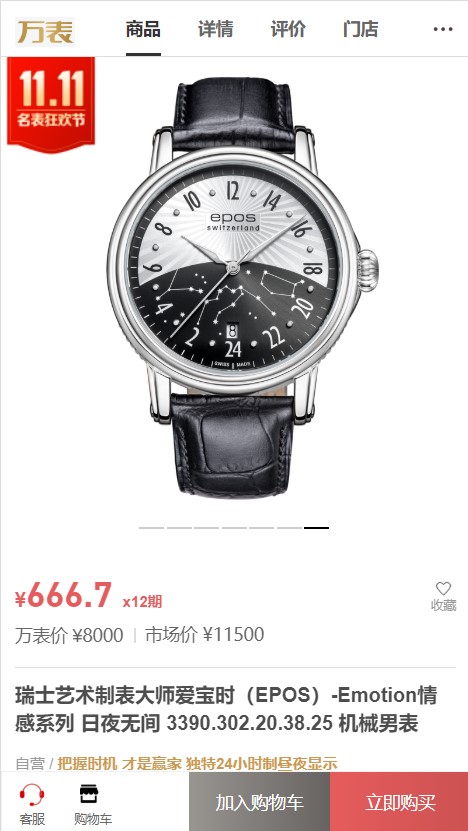 万表 商品 详情 评价 门店
11.11
名表狂欢节
12
10 14
8 epos 16
switzerland
6 18
4 20
2 8 22
24
SWISS MADE
¥666.7 x12期
收藏
万表价 ¥8000 | 市场价 ¥11500
瑞士艺术制表大师爱宝时（EPOS）-Emotion情
感系列 日夜无间 3390.302.20.38.25 机械男表
自营 / 把握时机 才是赢家 独特24小时制昼夜显示
客服 购物车 加入购物车 立即购买